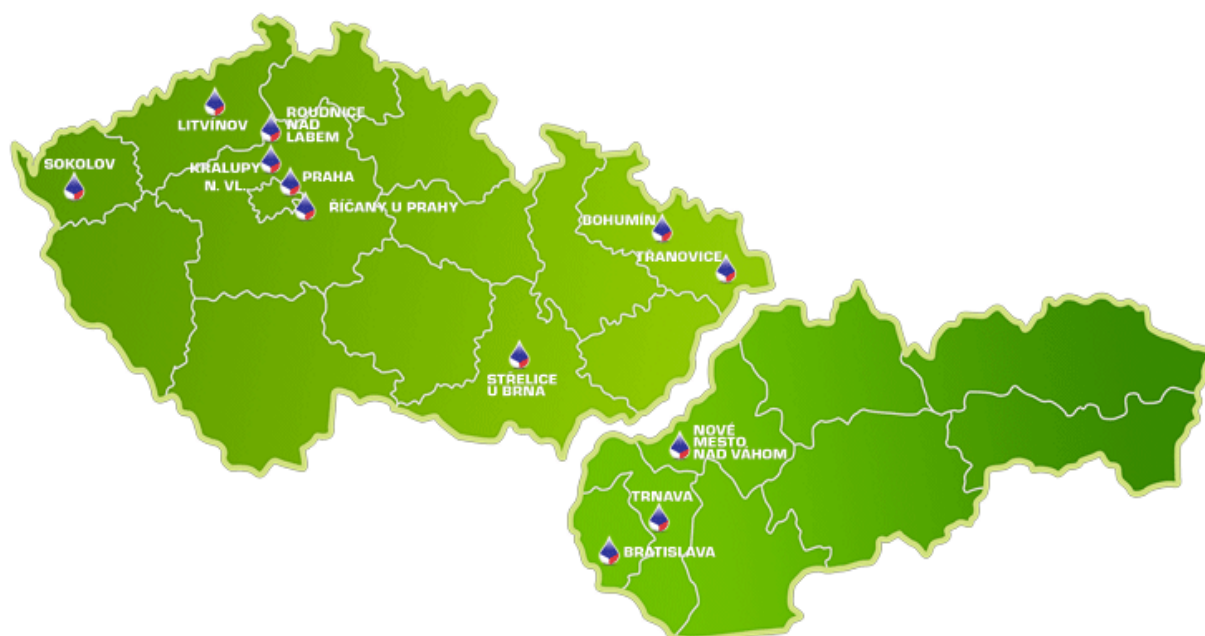 LITVÍNOV
ROUDNICE
NAD
LABEM
SOKOLOV
KRALUPY
N. VL.
PRAHA
ŘÍČANY U PRAHY
BOHUMÍN
TŘANOVICE
STŘELICE
U BRNA
NOVÉ
MESTO
NAD VÁHOM
TRNAVA
BRATISLAVA